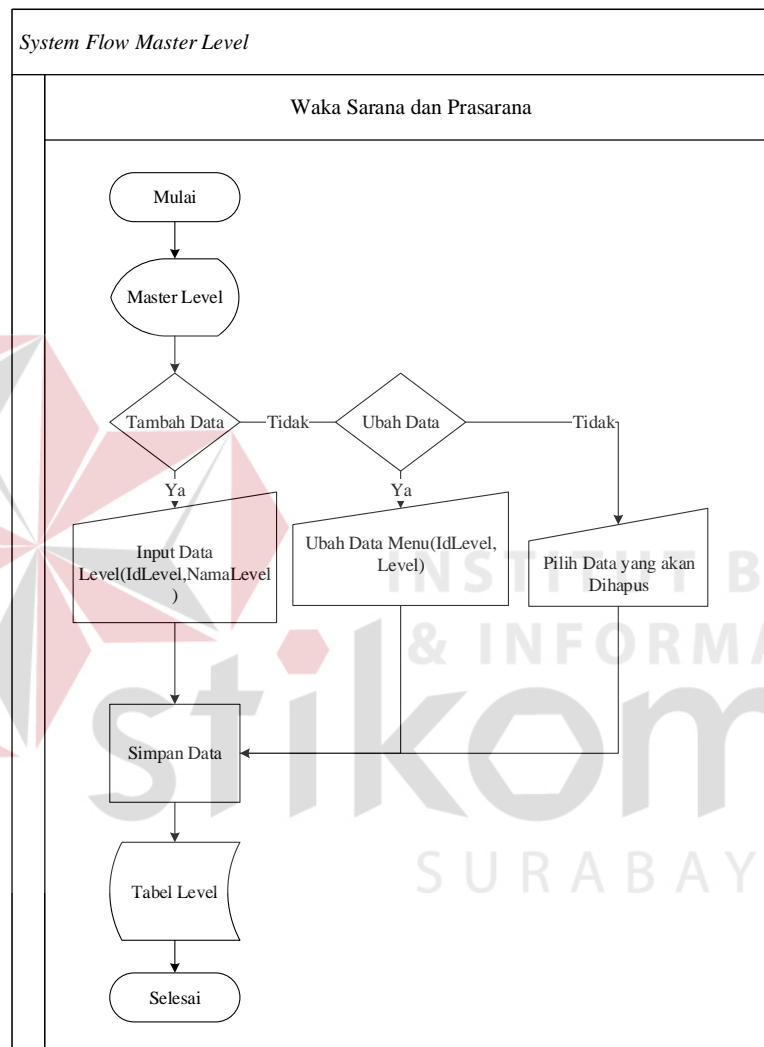 System Flow Master Level
Waka Sarana dan Prasarana
Mulai
Master Level
Tambah Data
Tidak
Ubah Data
Tidak
Ya
Ya
Input Data
Level(IdLevel,NamaLevel
)
Ubah Data Menu(IdLevel,
Level)
Pilih Data yang akan
Dihapus
Simpan Data
Tabel Level
Selesai
INSTITUT B
& INFORMA
stikom
SURABAY